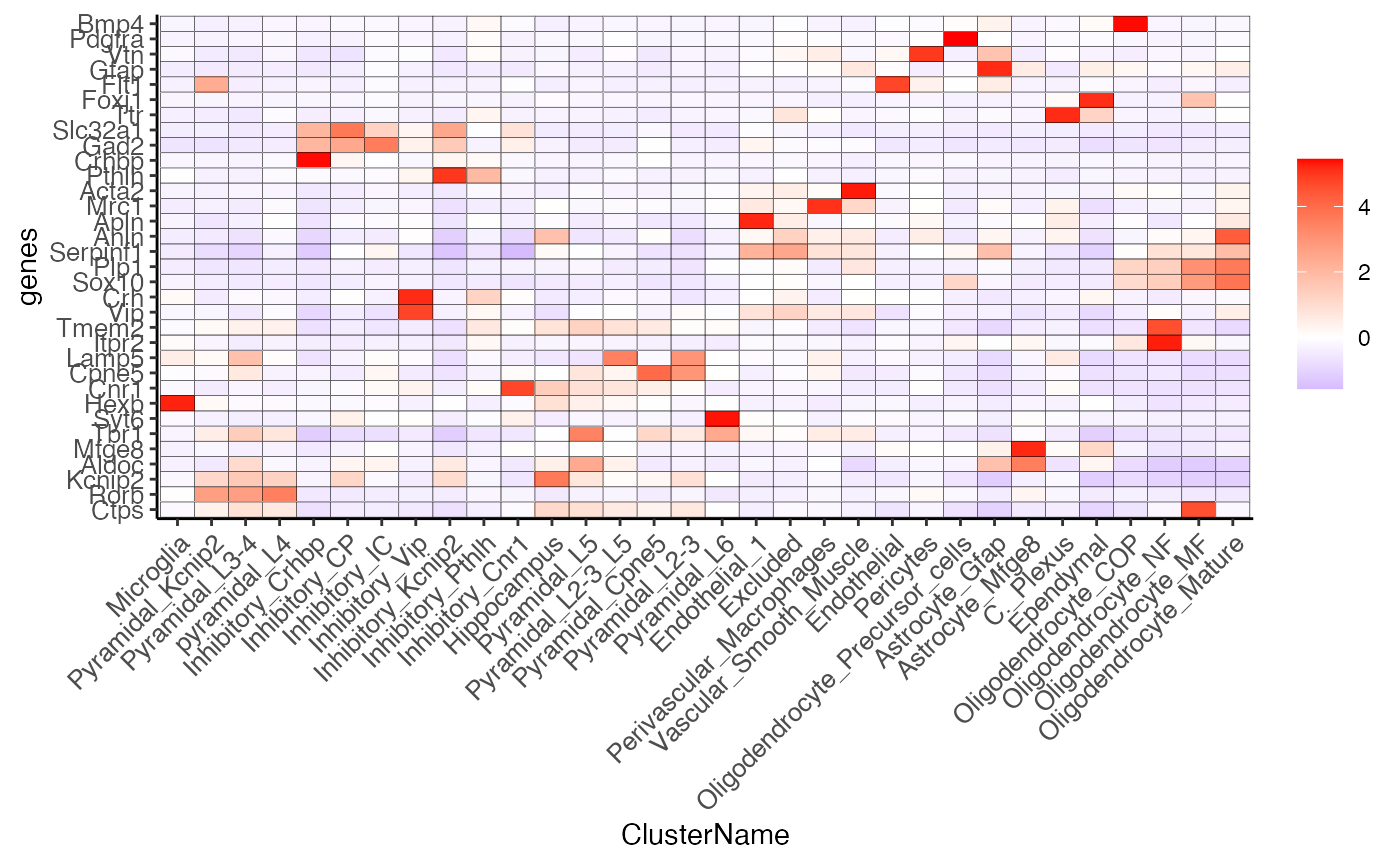 Bmp4
Pdgfra
Vtn
Gfap
Flt1
Foxj1
Ttr
Slc32a1
Gad2
Crhbp
Pthlh
Acta2
Mrc1
Apln
Anln
Serpinf1
Plp1
Sox10
Crh
Vip
Tmem2
Itpr2
Lamp5
Cpne5
Cnr1
Hexb
Syt6
Tbr1
Mfge8
Aldoc
Kcnip2
Rorb
Ctps
genes
4
2
0
Microglia
Pyramidal_Kcnip2
Pyramidal_L3-4
pyramidal_L4
Inhibitory_Crhbp
Inhibitory_CP
Inhibitory_IC
Inhibitory_Vip
Inhibitory_Kcnip2
Inhibitory_Pthlh
Inhibitory_Cnr1
Hippocampus
Pyramidal_L5
Pyramidal_L2-3_L5
Pyramidal_Cpne5
Pyramidal_L2-3
Pyramidal_L6
Endothelial_1
Excluded
Perivascular_Macrophages
Vascular_Smooth_Muscle
Endothelial
Pericytes
Oligodendrocyte_Precursor_cells
Astrocyte_Gfap
Astrocyte_Mfge8
C._Plexus
Ependymal
Oligodendrocyte_COP
Oligodendrocyte_NF
Oligodendrocyte_MF
Oligodendrocyte_Mature
ClusterName